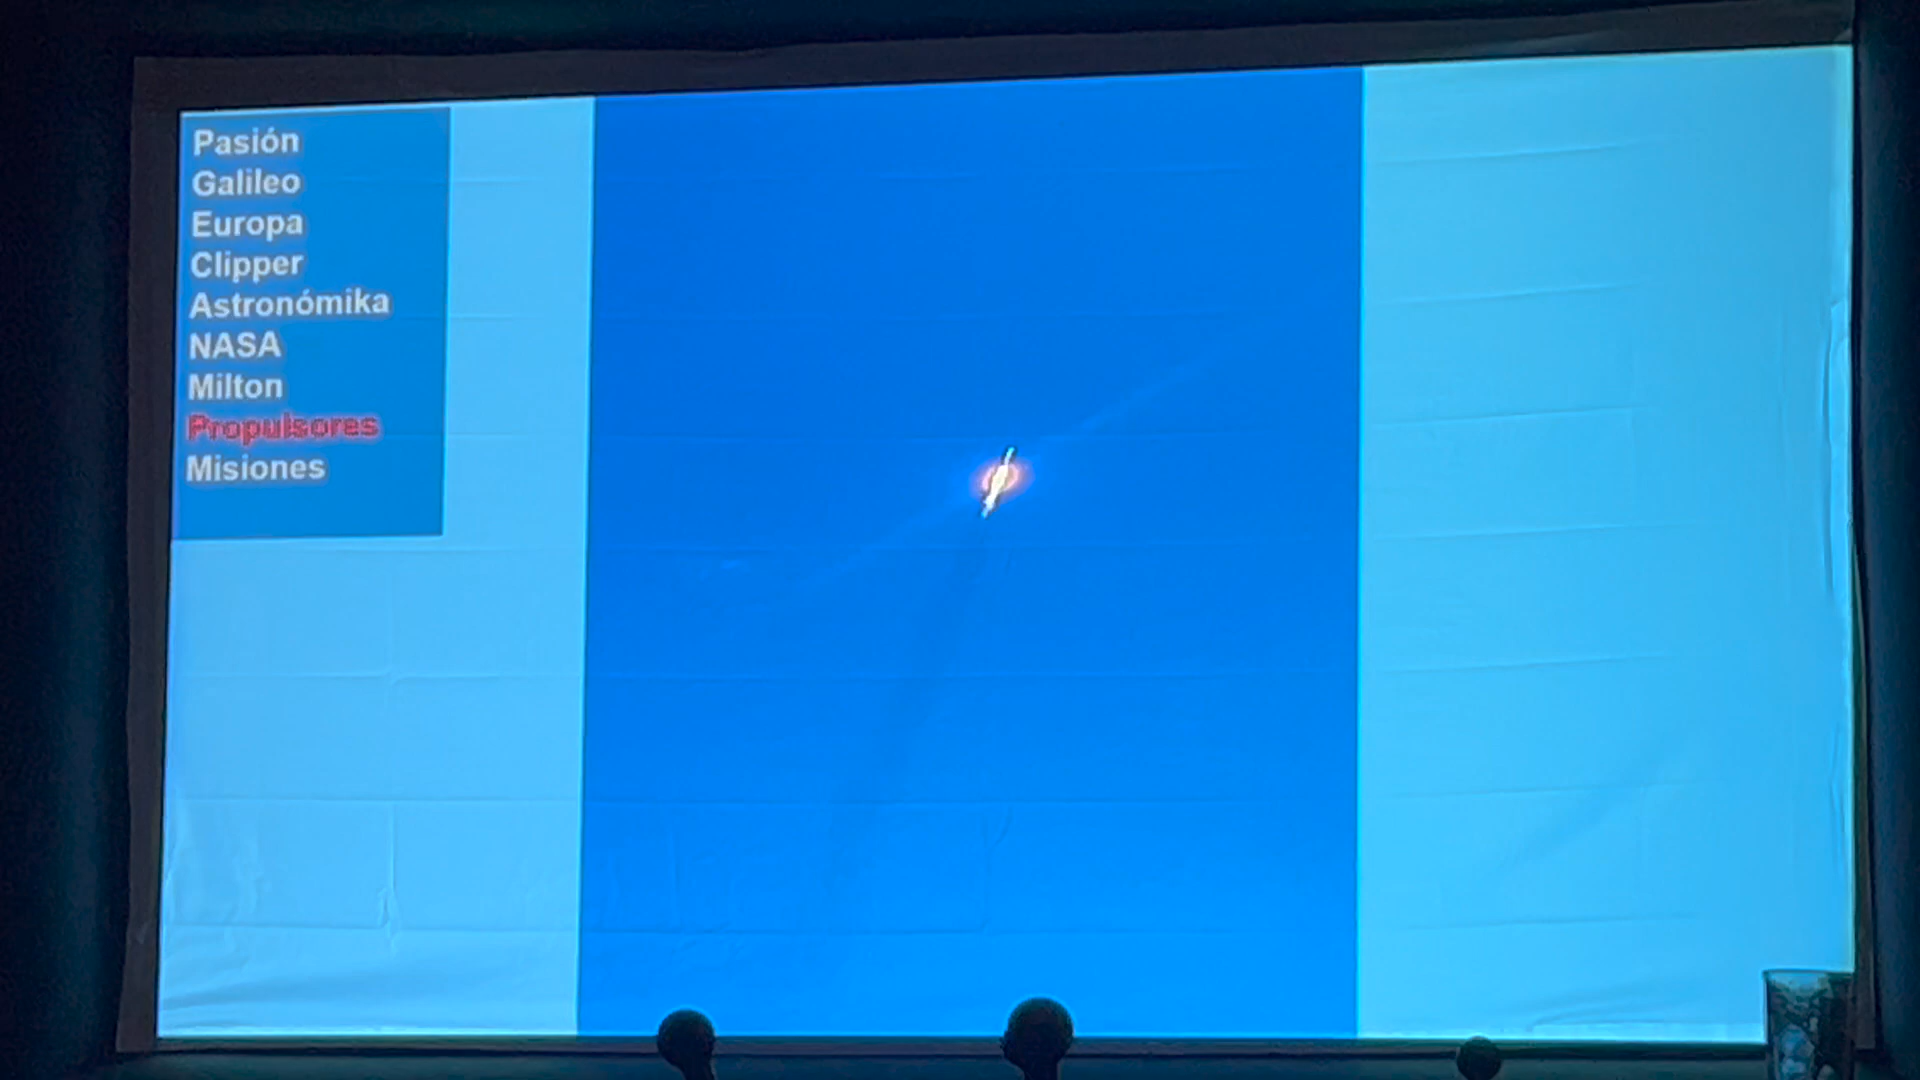 Pasión
Galileo
Europa
Clipper
Astronómika
NASA
Milton
Propulsores
Misiones